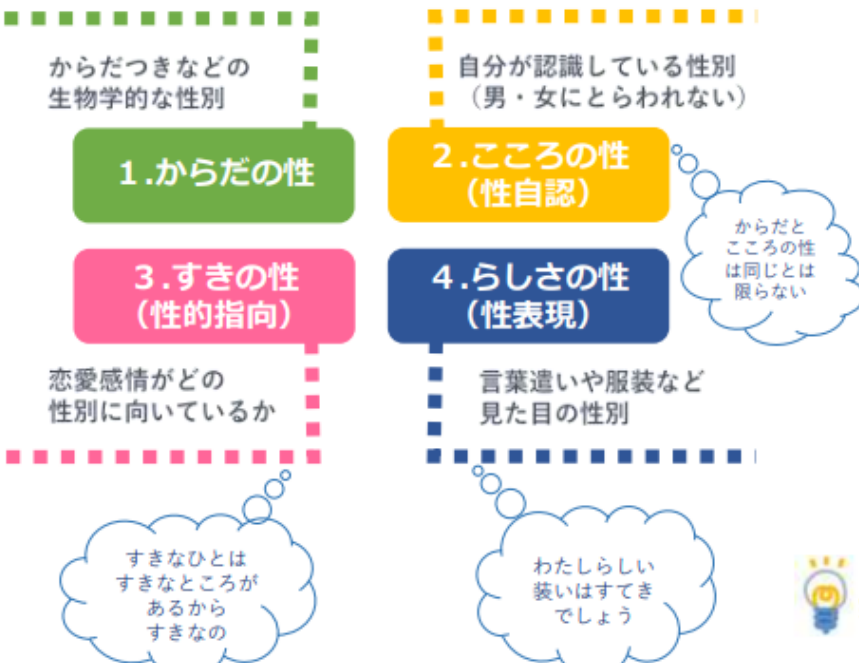 からだつきなどの
生物学的な性別
1.からだの性
自分が認識している性別
(男・女にとらわれない)
2.こころの性
(性自認)
からだと
こころの性
は同じとは
限らない
3.すきの性
(性的指向)
恋愛感情がどの
性別に向いているか
すきなひとは
すきなところが
あるから
すきなの
4.らしさの性
(性表現)
言葉遣いや服装など
見た目の性別
わたしらしい
装いはすてき
でしょう